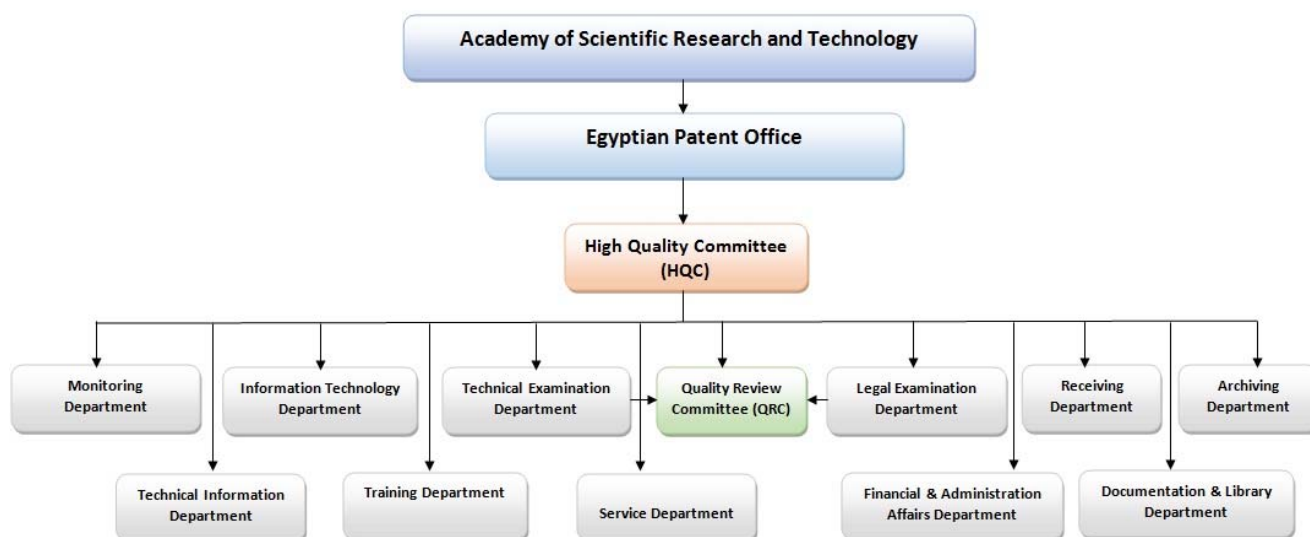 Academy of Scientific Research and Technology
Egyptian Patent Office
High Quality Committee
(HQC)
Monitoring
Department
Information Technology
Department
Technical Examination
Department
Quality Review
Committee (QRC)
Legal Examination
Department
Receiving
Department
Archiving
Department
Technical Information
Department
Training Department
Service Department
Financial & Administration
Affairs Department
Documentation & Library
Department